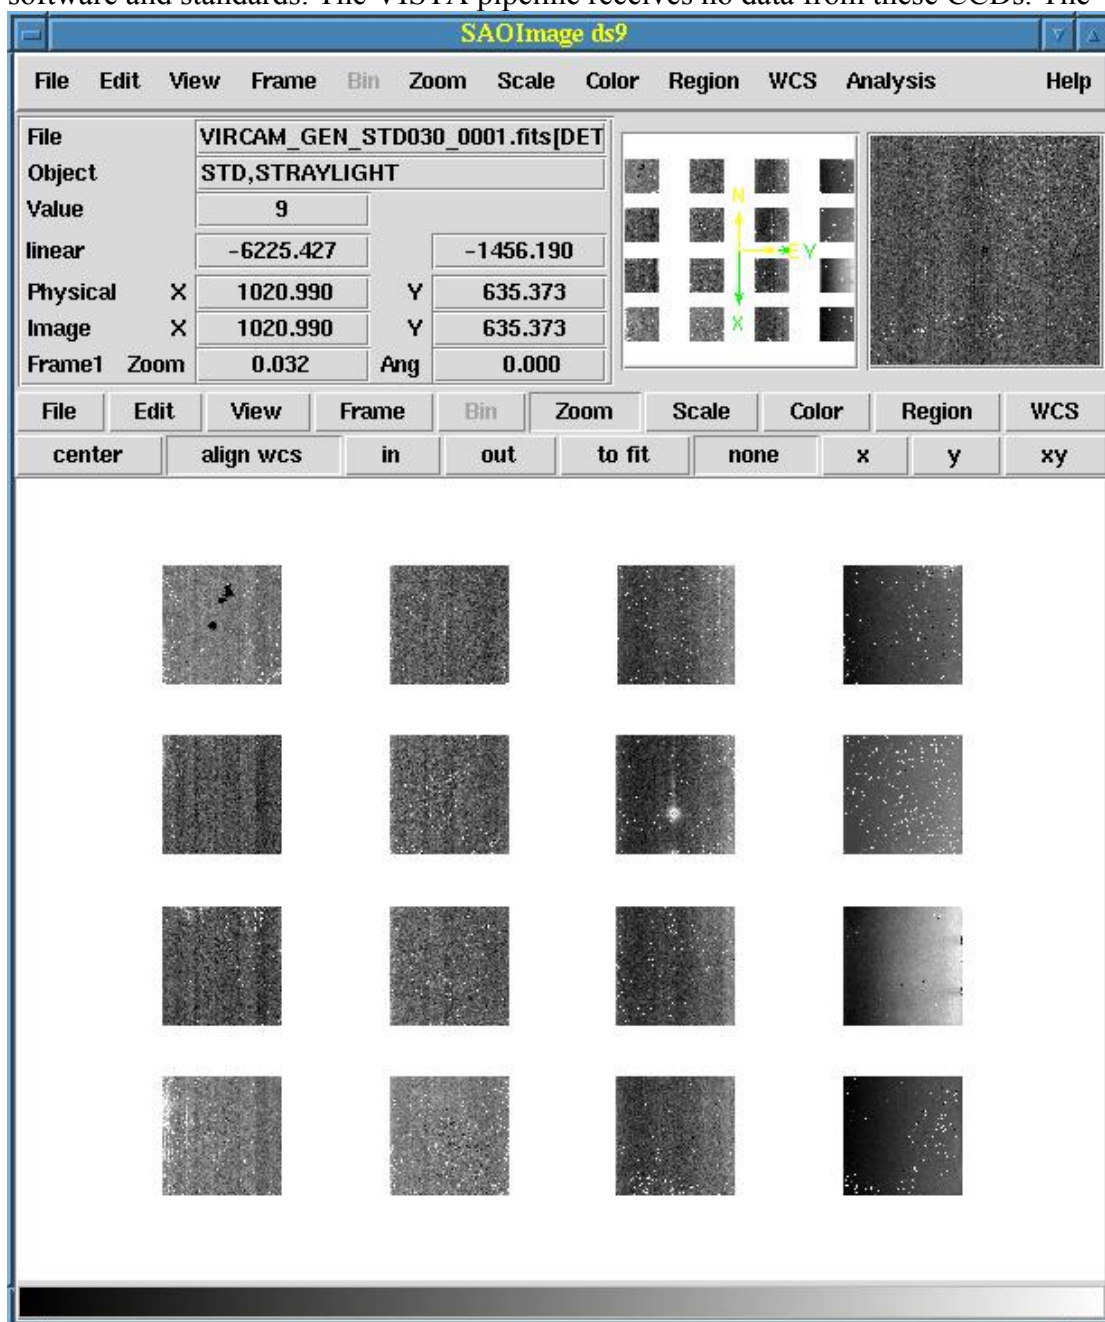 software and standards. The VISTA pipeline receives no data from these CCDs. The
SAOImage ds9
File Edit View Frame Bin Zoom Scale Color Region WCS Analysis Help
File VIRCAM_GEN_STD030_0001.fits[DET
Object STD,STRAYLIGHT
Value 9
linear -6225.427 -1456.190
Physical X 1020.990 Y 635.373
Image X 1020.990 Y 635.373
Frame1 Zoom 0.032 Ang 0.000
N
E Y
X
File Edit View Frame Bin Zoom Scale Color Region WCS
center align wcs in out to fit none x y xy